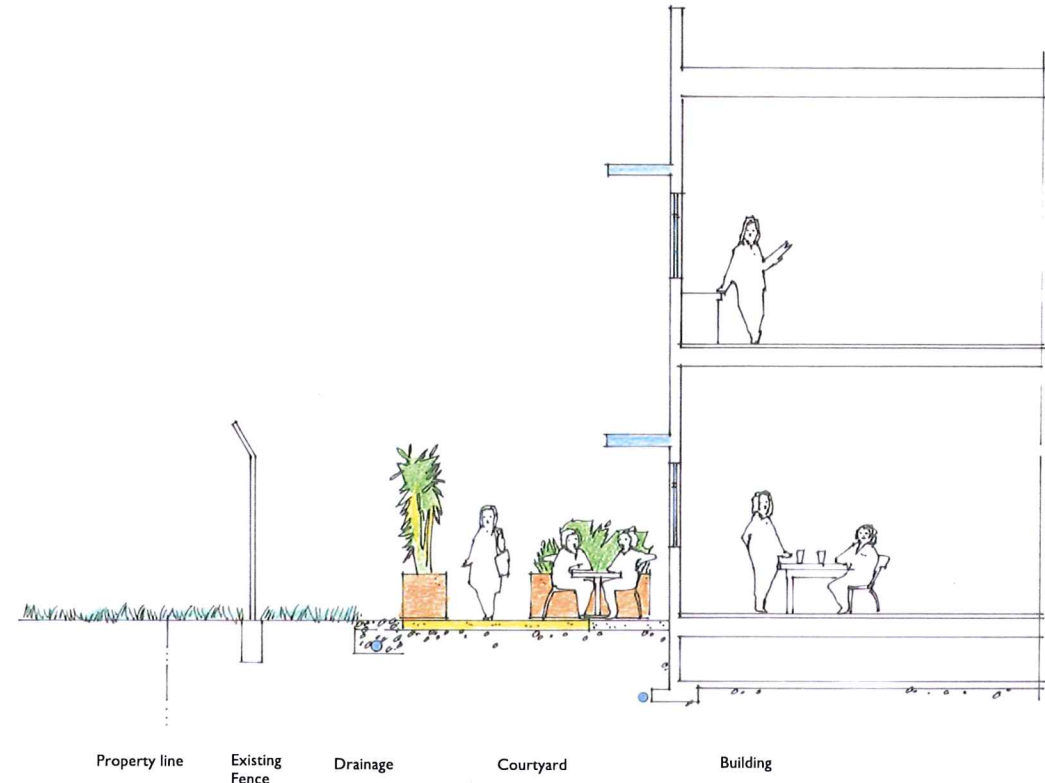 Property line
Existing
Fence
Drainage
Courtyard
Building